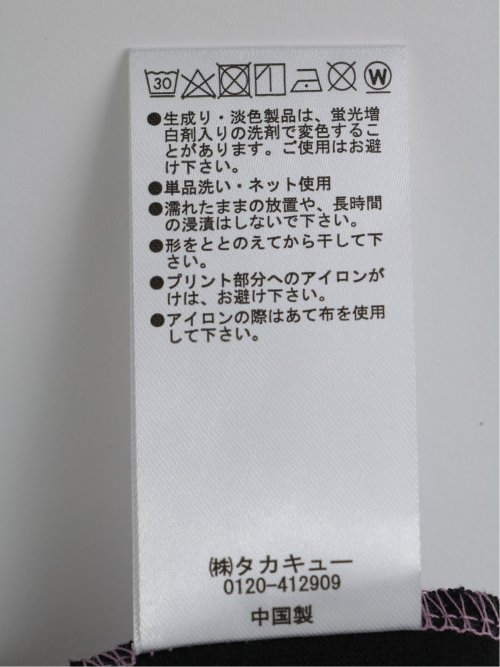 30 W
●生成り・淡色製品は、蛍光増
白剤入りの洗剤で変色するこ
とがあります。ご使用はお避
け下さい。
●単品洗い・ネット使用
●濡れたままの放置や、長時間
の浸漬はしないで下さい。
●形をととのえてから干して下
さい。
●プリント部分へのアイロンが
けは、お避け下さい。
●アイロンの際はあて布を使用
して下さい。
㈱タカキュー
0120-412909
中国製